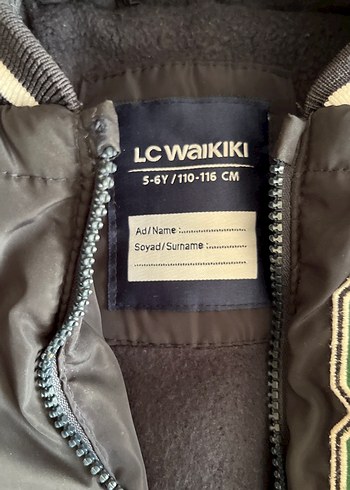 LC WAIKIKI
5-6Y / 110-116 CM
Ad/Name :....................
Soyad/Surname :............
....................................